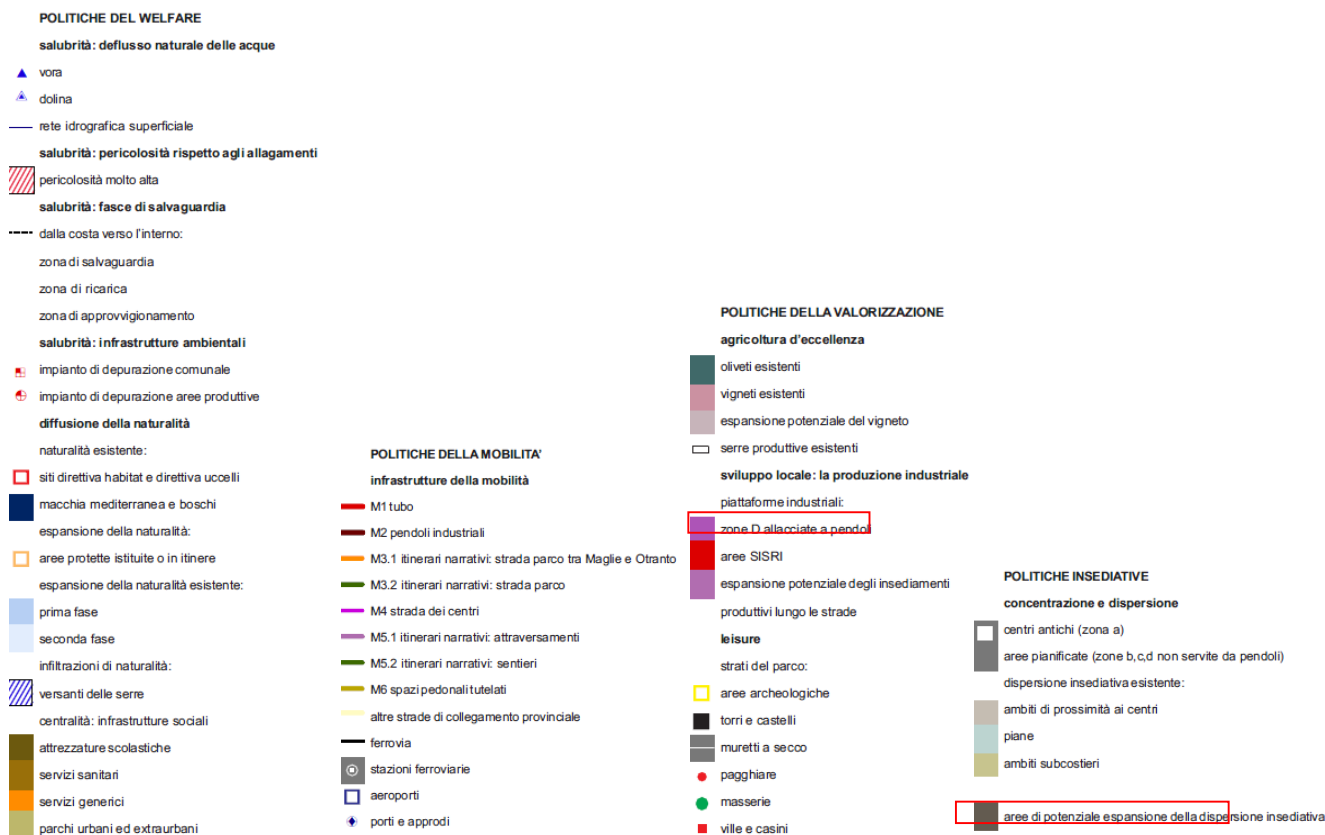 POLITICHE DEL WELFARE
salubrità: deflusso naturale delle acque
vora
dolina
rete idrografica superficiale
salubrità: pericolosità rispetto agli allagamenti
pericolosità molto alta
salubrità: fasce di salvaguardia
dalla costa verso l'interno:
zona di salvaguardia
zona di ricarica
zona di approvvigionamento
salubrità: infrastrutture ambientali
impianto di depurazione comunale
impianto di depurazione aree produttive
diffusione della naturalità
naturalità esistente:
siti direttiva habitat e direttiva uccelli
macchia mediterranea e boschi
espansione della naturalità:
aree protette istituite o in itinere
espansione della naturalità esistente:
prima fase
seconda fase
infiltrazioni di naturalità:
versanti delle serre
centralità: infrastrutture sociali
attrezzature scolastiche
servizi sanitari
servizi generici
parchi urbani ed extraurbani
POLITICHE DELLA MOBILITA'
infrastrutture della mobilità
M1 tubo
M2 pendoli industriali
M3.1 itinerari narrativi: strada parco tra Maglie e Otranto
M3.2 itinerari narrativi: strada parco
M4 strada dei centri
M5.1 itinerari narrativi: attraversamenti
M5.2 itinerari narrativi: sentieri
M6 spazi pedonali tutelati
altre strade di collegamento provinciale
ferrovia
stazioni ferroviarie
aeroporti
porti e approdi
POLITICHE DELLA VALORIZZAZIONE
agricoltura d'eccellenza
oliveti esistenti
vigneti esistenti
espansione potenziale del vigneto
serre produttive esistenti
sviluppo locale: la produzione industriale
piattaforme industriali:
zone D allacciate a pendoli
aree SISRI
espansione potenziale degli insediamenti
produttivi lungo le strade
leisure
strati del parco:
aree archeologiche
torri e castelli
muretti a secco
pagghiare
masserie
ville e casini
POLITICHE INSEDIATIVE
concentrazione e dispersione
centri antichi (zona a)
aree pianificate (zone b,c,d non servite da pendoli)
dispersione insediativa esistente:
ambiti di prossimità ai centri
piane
ambiti subcostieri
aree di potenziale espansione della dispersione insediativa